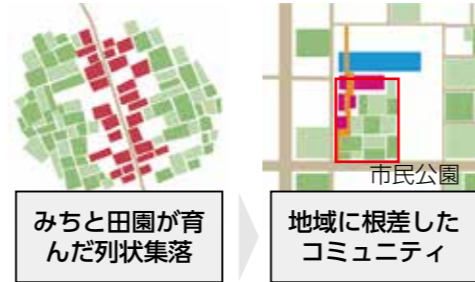 市民公園
みちと田園が育
んだ列状集落
地域に根差した
コミュニティ